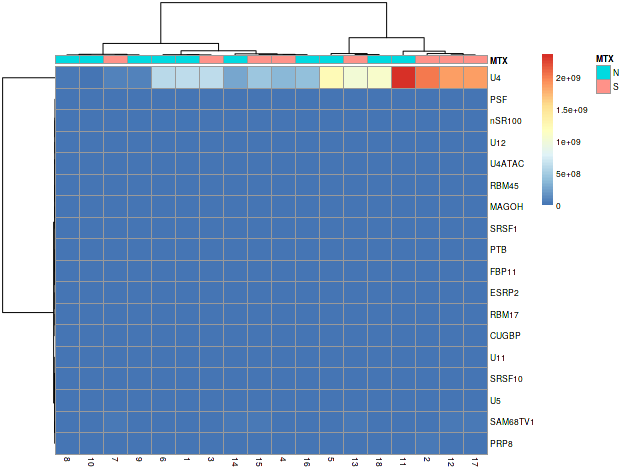 MTX
MTX
N
S
U4
PSF
nSR100
U12
U4ATAC
RBM45
MAGOH
SRSF1
PTB
FBP11
ESRP2
RBM17
CUGBP
U11
SRSF10
U5
SAM68TV1
PRP8
2e+09
1.5e+09
1e+09
5e+08
0
8 10 7 9 6 1 3 14 15 4 16 5 13 18 11 2 12 17